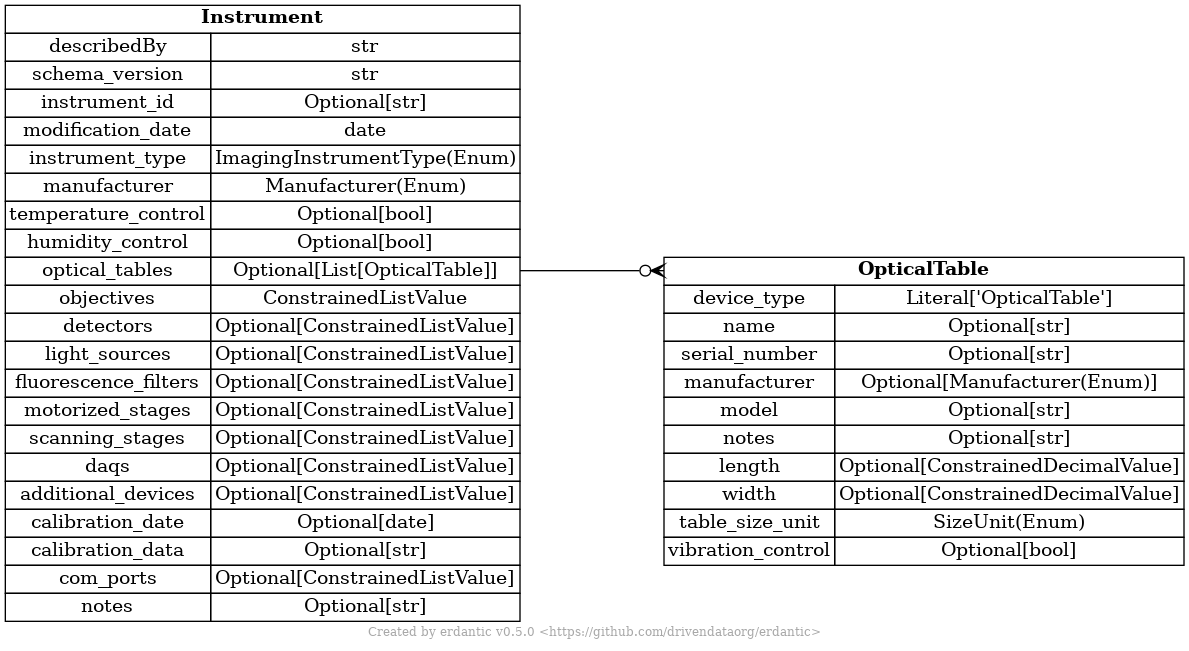 Instrument
describedBy str
schema_version str
instrument_id Optional[str]
modification_date date
instrument_type ImagingInstrumentType(Enum)
manufacturer Manufacturer(Enum)
temperature_control Optional[bool]
humidity_control Optional[bool]
optical_tables Optional[List[OpticalTable]]
objectives ConstrainedListValue
detectors Optional[ConstrainedListValue]
light_sources Optional[ConstrainedListValue]
fluorescence_filters Optional[ConstrainedListValue]
motorized_stages Optional[ConstrainedListValue]
scanning_stages Optional[ConstrainedListValue]
daqs Optional[ConstrainedListValue]
additional_devices Optional[ConstrainedListValue]
calibration_date Optional[date]
calibration_data Optional[str]
com_ports Optional[ConstrainedListValue]
notes Optional[str]
OpticalTable
device_type Literal['OpticalTable']
name Optional[str]
serial_number Optional[str]
manufacturer Optional[Manufacturer(Enum)]
model Optional[str]
notes Optional[str]
length Optional[ConstrainedDecimalValue]
width Optional[ConstrainedDecimalValue]
table_size_unit SizeUnit(Enum)
vibration_control Optional[bool]
Created by erdantic v0.5.0 <https://github.com/drivendataorg/erdantic>